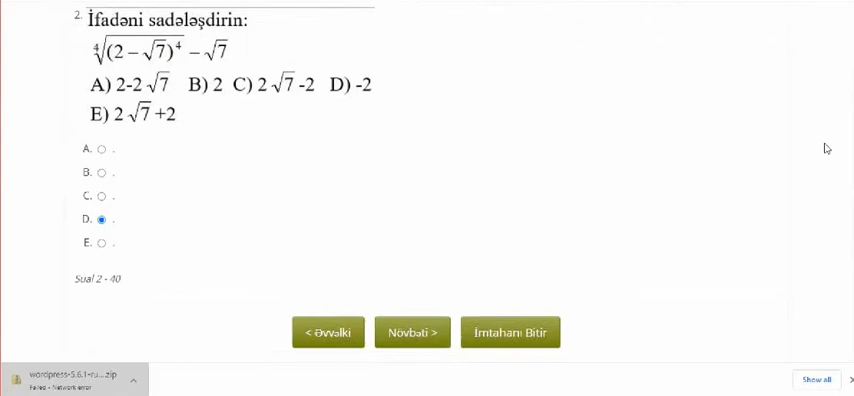 2. İfadəni sadələşdirin:
∜(2 − √7)⁴ − √7
A) 2-2 √7 B) 2 C) 2 √7 -2 D) -2
E) 2 √7 +2
A. .
B. .
C. .
D. .
E. .
Sual 2 - 40
< Əvvəlki
Növbəti >
İmtahanı Bitir
wordpress-5.6.1-ru....zip
Failed - Network error
Show all